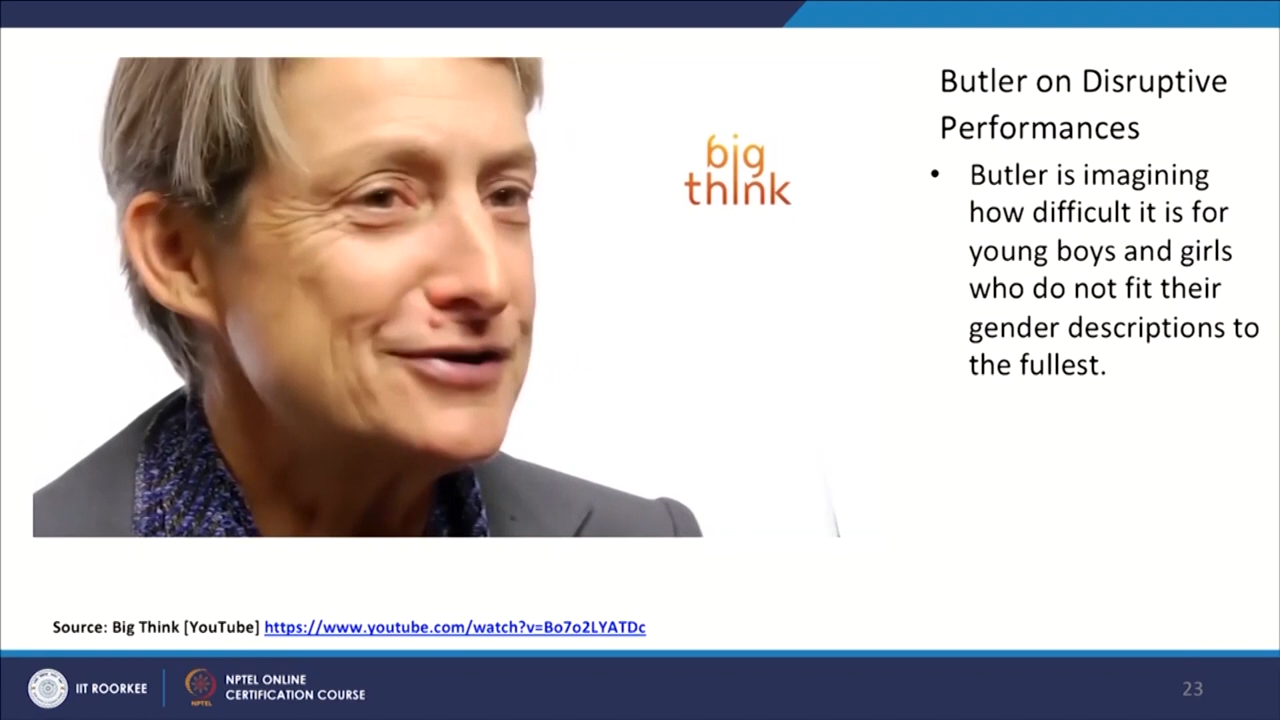 big
think
Butler on Disruptive
Performances
• Butler is imagining
how difficult it is for
young boys and girls
who do not fit their
gender descriptions to
the fullest.
Source: Big Think [YouTube] https://www.youtube.com/watch?v=Bo7o2LYATDc
IIT ROORKEE
NPTEL
NPTEL ONLINE
CERTIFICATION COURSE
23